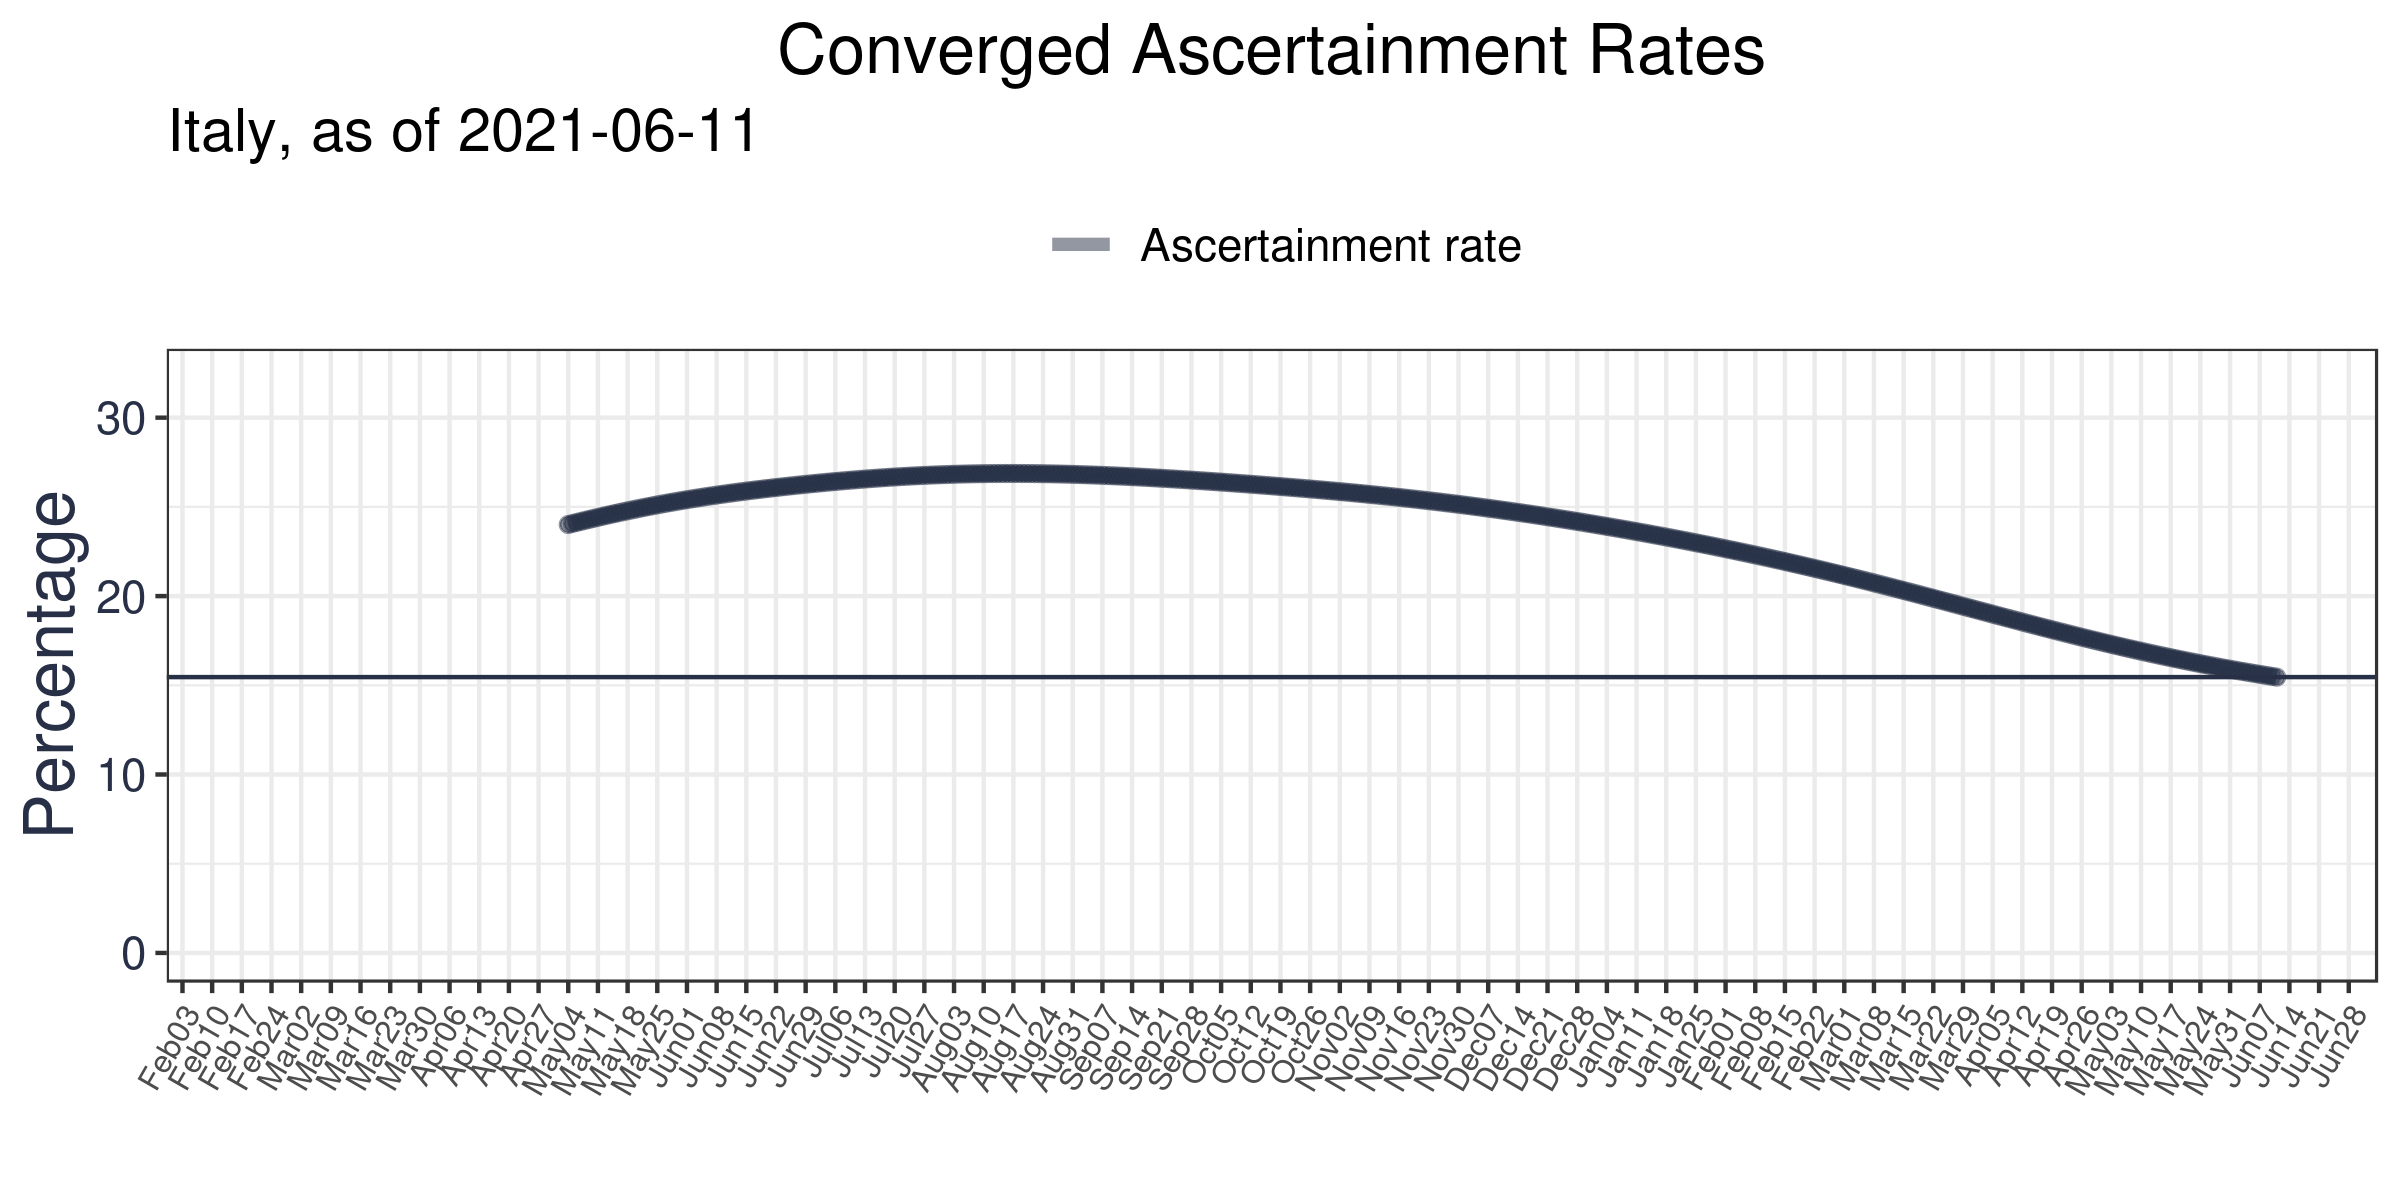 Converged Ascertainment Rates
Italy, as of 2021-06-11
Ascertainment rate
Percentage
30
20
10
0
Feb03 Feb10 Feb17 Feb24 Mar02 Mar09 Mar16 Mar23 Mar30 Apr06 Apr13 Apr20 Apr27 May04 May11 May18 May25 Jun01 Jun08 Jun15 Jun22 Jun29 Jul06 Jul13 Jul20 Jul27 Aug03 Aug10 Aug17 Aug24 Aug31 Sep07 Sep14 Sep21 Sep28 Oct05 Oct12 Oct19 Oct26 Nov02 Nov09 Nov16 Nov23 Nov30 Dec07 Dec14 Dec21 Dec28 Jan04 Jan11 Jan18 Jan25 Feb01 Feb08 Feb15 Feb22 Mar01 Mar08 Mar15 Mar22 Mar29 Apr05 Apr12 Apr19 Apr26 May03 May10 May17 May24 May31 Jun07 Jun14 Jun21 Jun28